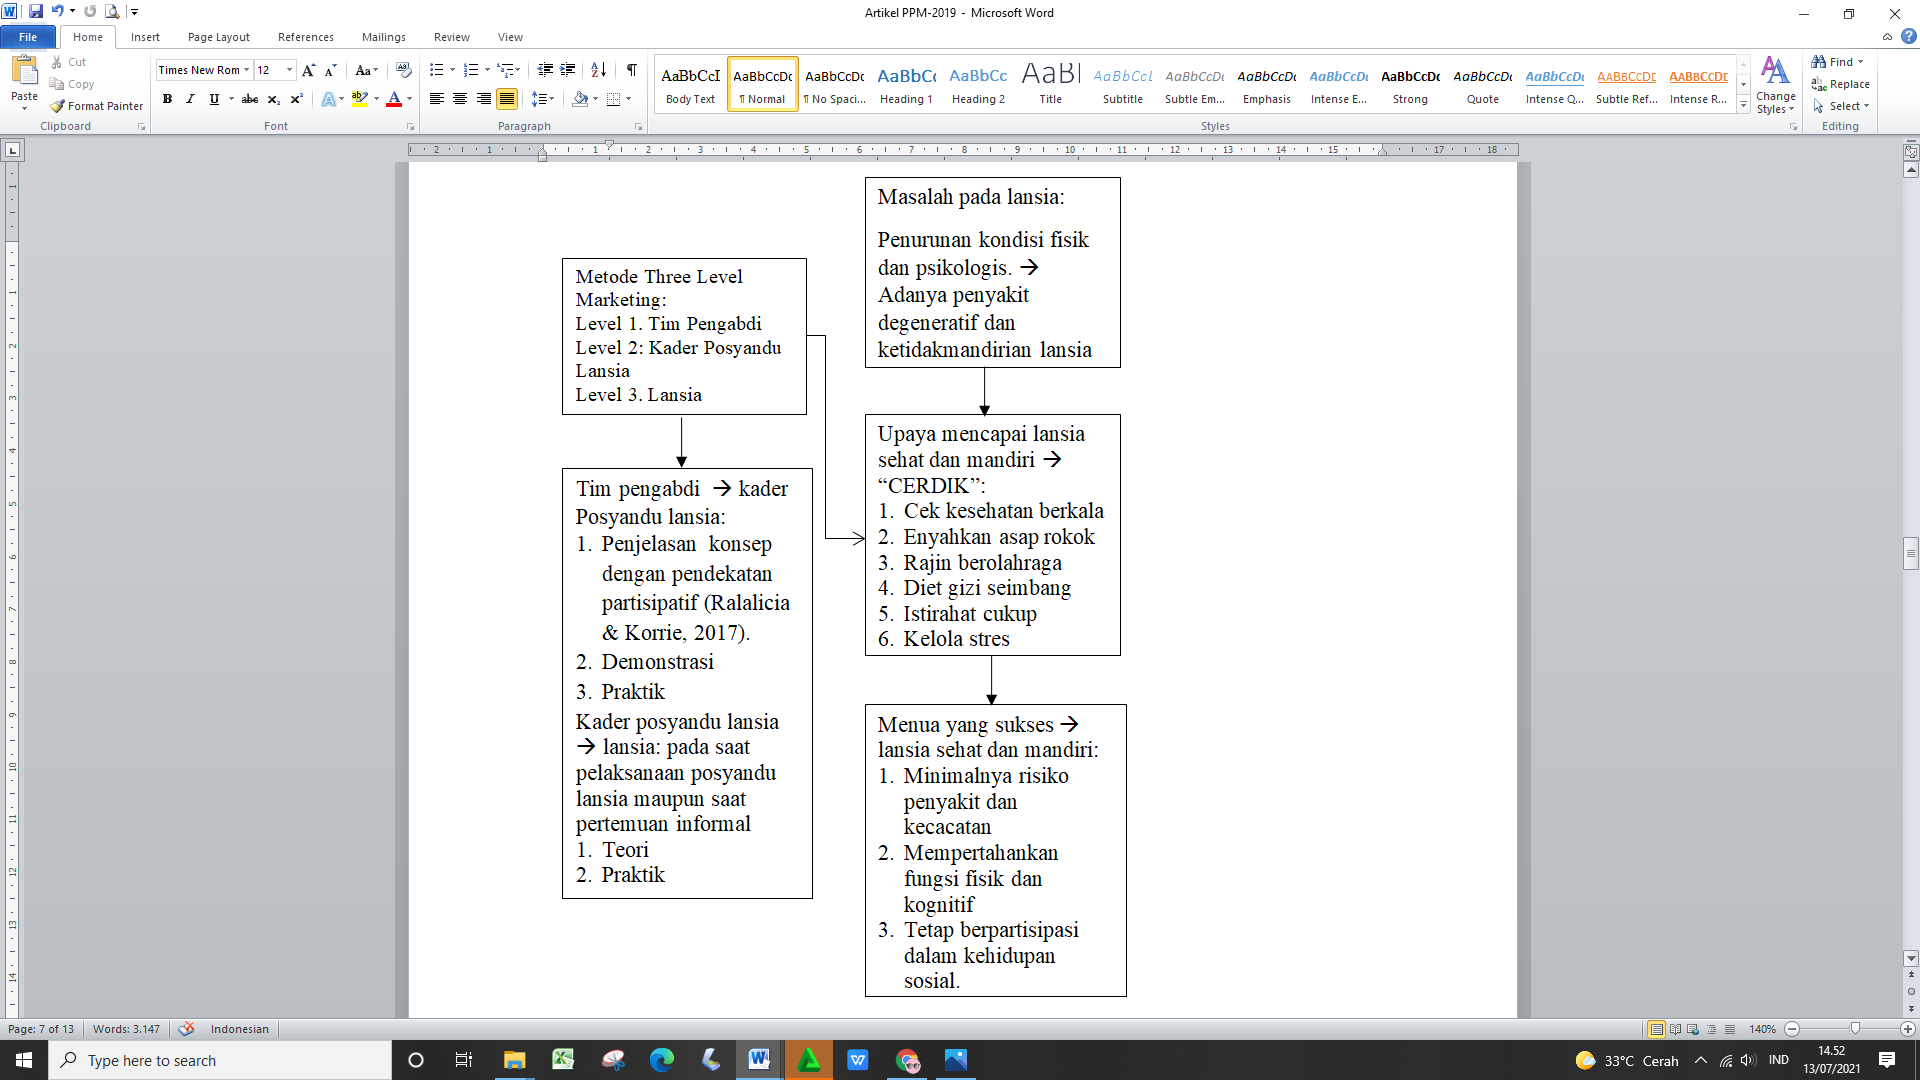 Artikel PPM-2019 - Microsoft Word
File Home Insert Page Layout References Mailings Review View
Paste
Cut
Copy
Format Painter
Clipboard
Times New Rom 12
Font
Paragraph
AaBbCcI AaBbCcDc AaBbCcDc AaBbCc AaBbCc AaBl AaBbCcL AaBbCcDc AaBbCcDc AaBbCcDc AaBbCcDc AaBbCcDc AaBbCcDc AaBbCcDc AaBbCcDc
Body Text ¶ Normal ¶ No Spaci... Heading 1 Heading 2 Title Subtitle Subtle Em... Emphasis Intense E... Strong Quote Intense Q... Subtle Ref... Intense R...
Styles
Change
Styles
Find
Replace
Select
Editing
Masalah pada lansia:
Penurunan kondisi fisik
dan psikologis. →
Adanya penyakit
degeneratif dan
ketidakmandirian lansia
Metode Three Level
Marketing:
Level 1. Tim Pengabdi
Level 2: Kader Posyandu
Lansia
Level 3. Lansia
Upaya mencapai lansia
sehat dan mandiri →
“CERDIK”:
1. Cek kesehatan berkala
2. Enyahkan asap rokok
3. Rajin berolahraga
4. Diet gizi seimbang
5. Istirahat cukup
6. Kelola stres
Tim pengabdi → kader
Posyandu lansia:
1. Penjelasan konsep
dengan pendekatan
partisipatif (Ralalicia
& Korrie, 2017).
2. Demonstrasi
3. Praktik
Kader posyandu lansia
→ lansia: pada saat
pelaksanaan posyandu
lansia maupun saat
pertemuan informal
1. Teori
2. Praktik
Menua yang sukses →
lansia sehat dan mandiri:
1. Minimalnya risiko
penyakit dan
kecacatan
2. Mempertahankan
fungsi fisik dan
kognitif
3. Tetap berpartisipasi
dalam kehidupan
sosial.
Page: 7 of 13 Words: 3.147 Indonesian 140%
Type here to search
33°C Cerah IND
14.52
13/07/2021